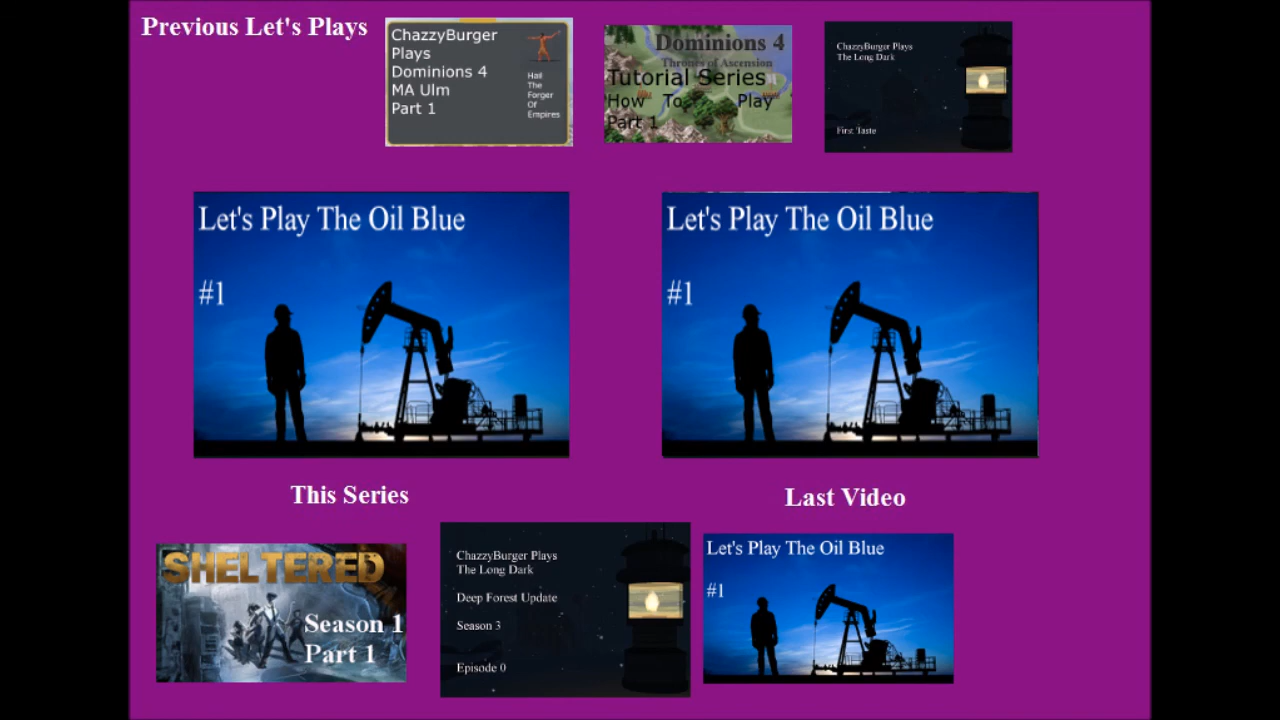 Previous Let's Plays
ChazzyBurger
Plays
Dominions 4
MA Ulm
Part 1
Hail
The
Forger
Of
Empires
Dominions 4
Thrones of Ascension
Tutorial Series
How To Play
Part 1
ChazzyBurger Plays
The Long Dark
First Taste
Let's Play The Oil Blue
#1
Let's Play The Oil Blue
#1
This Series
Last Video
SHELTERED
Season 1
Part 1
ChazzyBurger Plays
The Long Dark
Deep Forest Update
Season 3
Episode 0
Let's Play The Oil Blue
#1